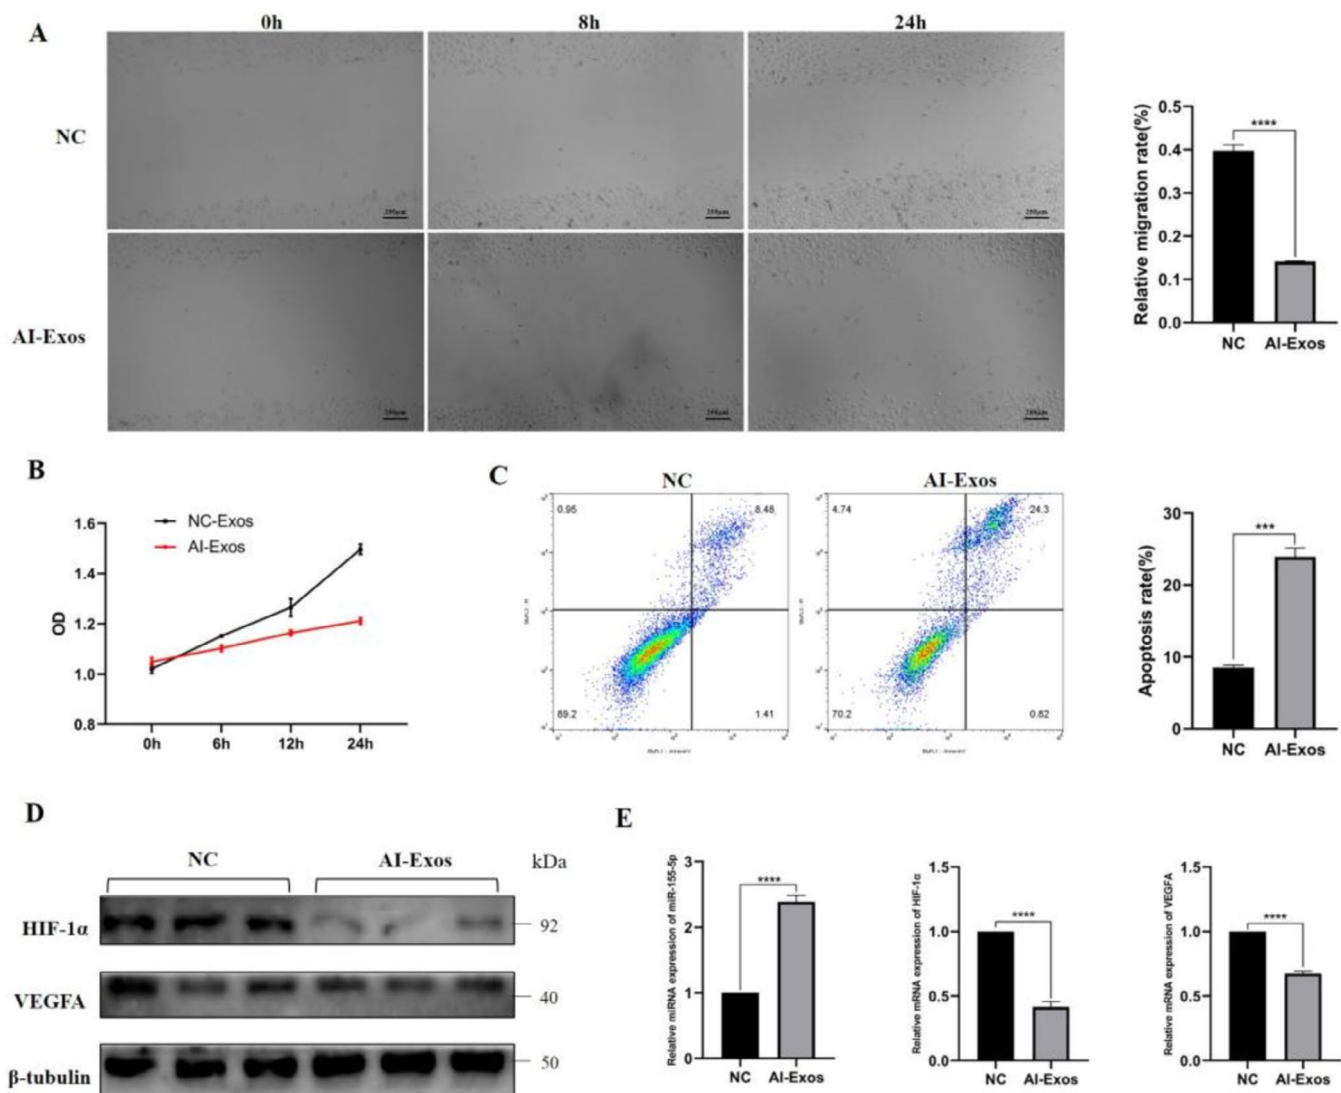 A
0h 8h 24h
NC
AI-Exos
200μm 200μm 200μm
200μm 200μm 200μm
Relative migration rate(%)
0.5
0.4
0.3
0.2
0.1
0.0
****
NC AI-Exos
B
OD
1.6
1.4
1.2
1.0
0.8
NC-Exos
AI-Exos
0h 6h 12h 24h
C
NC AI-Exos
0.95 8.48
89.2 1.41
4.74 24.3
70.2 0.82
Apoptosis rate(%)
30
20
10
0
***
NC AI-Exos
D
NC AI-Exos kDa
HIF-1α 92
VEGFA 40
β-tubulin 50
E
Relative miRNA expression of miR-155-5p
3
2
1
0
****
NC AI-Exos
Relative mRNA expression of HIF-1α
1.5
1.0
0.5
0.0
****
NC AI-Exos
Relative mRNA expression of VEGFA
1.5
1.0
0.5
0.0
****
NC AI-Exos